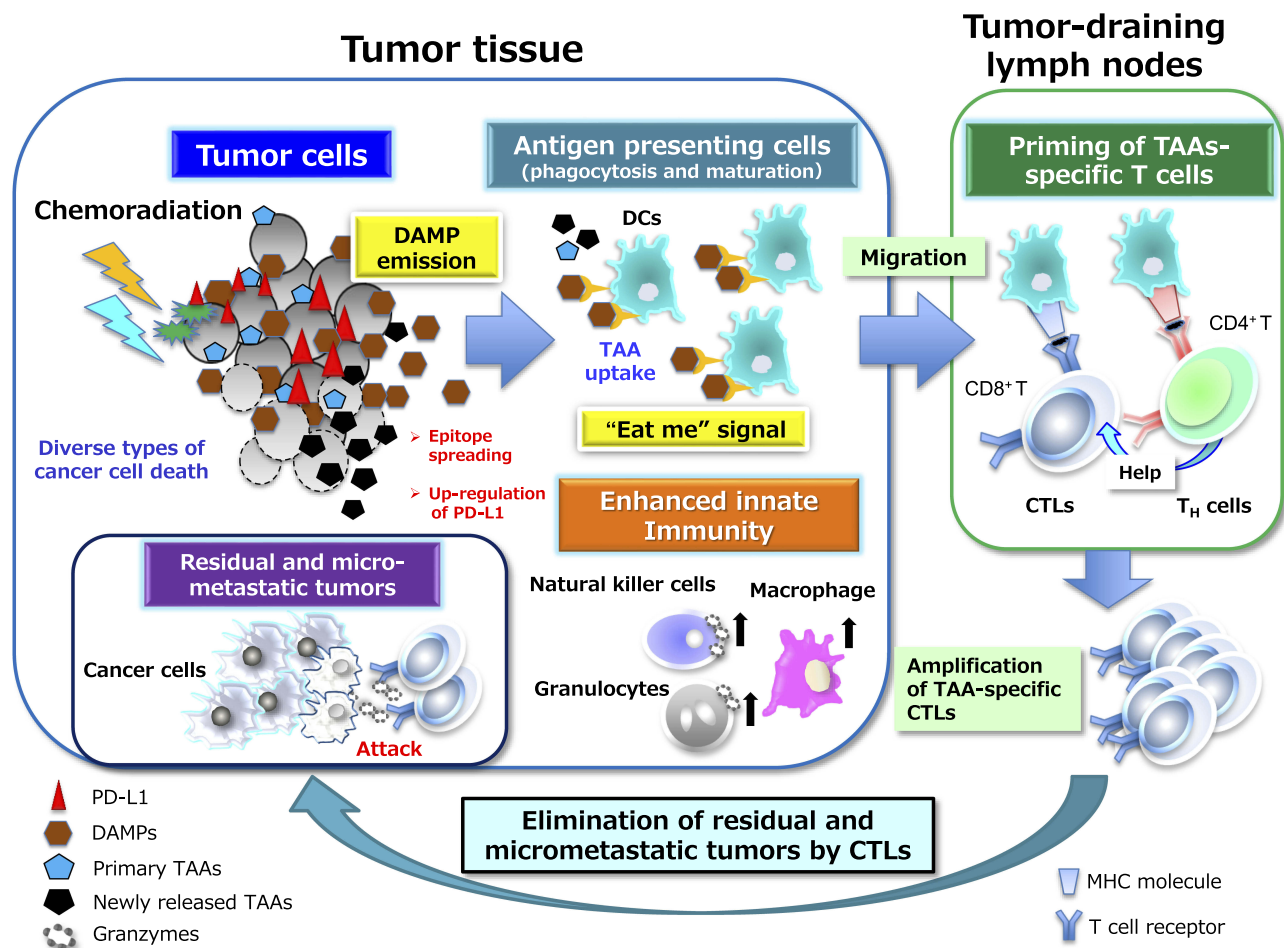 Tumor tissue
Tumor-draining
lymph nodes
Tumor cells
Antigen presenting cells
(phagocytosis and maturation)
Priming of TAAs-
specific T cells
Chemoradiation
DAMP
emission
DCs
Migration
TAA
uptake
CD4+ T
CD8+ T
"Eat me" signal
Diverse types of
cancer cell death
➢ Epitope
spreading
➢ Up-regulation
of PD-L1
Help
CTLs
TH cells
Enhanced innate
Immunity
Residual and micro-
metastatic tumors
Natural killer cells
Macrophage
Cancer cells
Granulocytes
Attack
Amplification
of TAA-specific
CTLs
Elimination of residual and
micrometastatic tumors by CTLs
PD-L1
DAMPs
Primary TAAs
Newly released TAAs
Granzymes
MHC molecule
T cell receptor